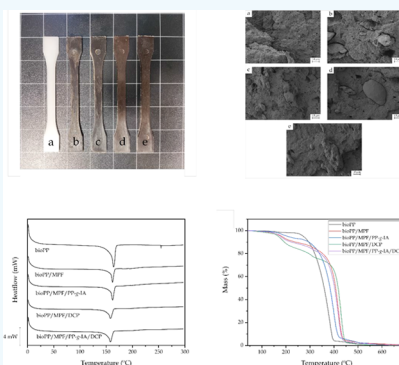 a b c d e
a
b
c
d
e
bioPP
bioPP/MPF
bioPP/MPF/PP-g-IA
bioPP/MPF/DCP
bioPP/MPF/PP-g-IA/DCP
4 mW
Heatflow (mW)
0 50 100 150 200 250 300
Temperature (°C)
bioPP
bioPP/MPF
bioPP/MPF/PP-g-IA
bioPP/MPF/DCP
bioPP/MPF/PP-g-IA/DC
Mass (%)
100
80
60
40
20
0
100 200 300 400 500 600
Temperature (°C)